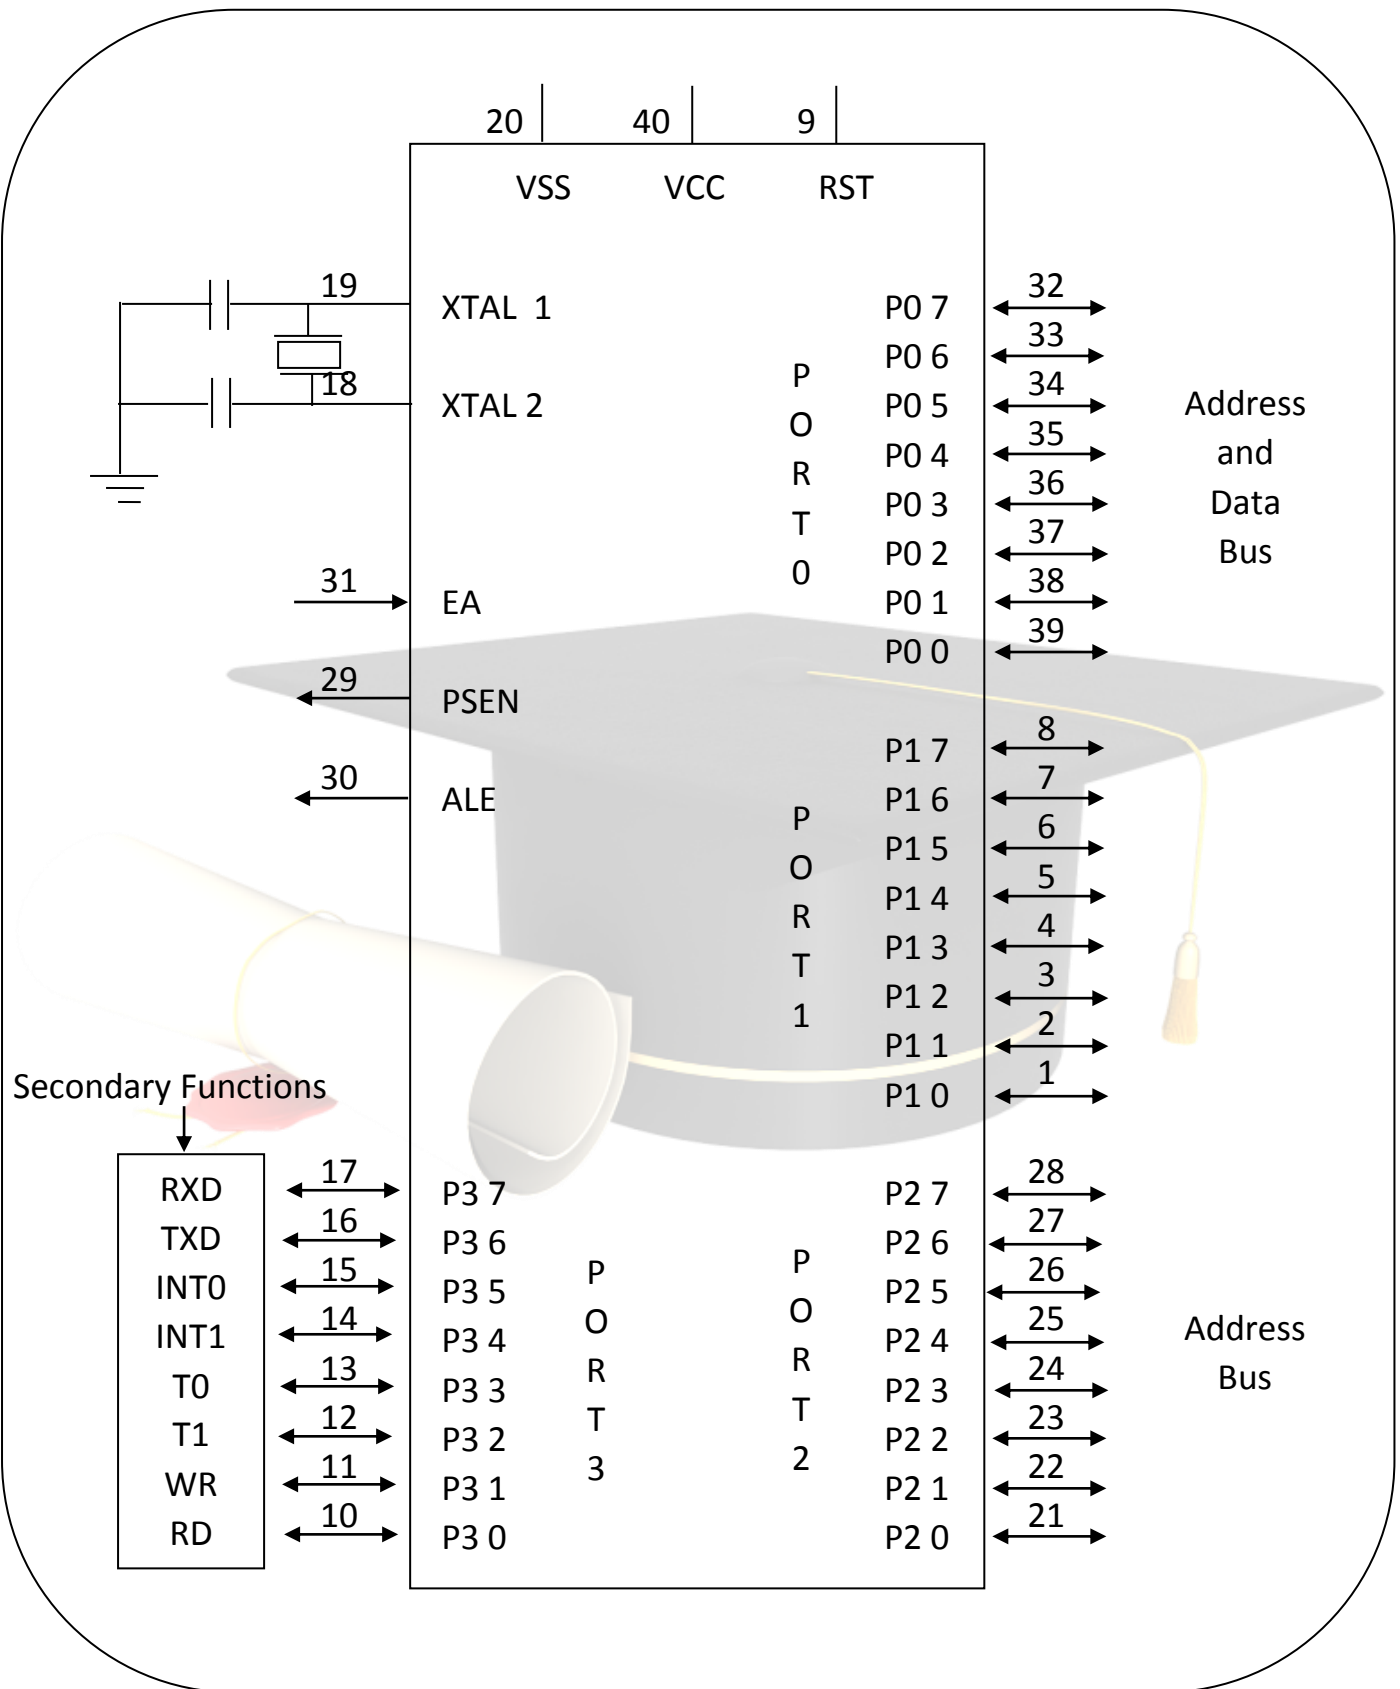 20 40 9
VSS VCC RST
19 XTAL 1
18 XTAL 2
31 EA
29 PSEN
30 ALE
P0 7 32
P0 6 33
P0 5 34
P0 4 35
P0 3 36
P0 2 37
P0 1 38
P0 0 39
P
O
R
T
0
Address
and
Data
Bus
P1 7 8
P1 6 7
P1 5 6
P1 4 5
P1 3 4
P1 2 3
P1 1 2
P1 0 1
P
O
R
T
1
Secondary Functions
RXD 17 P3 7
TXD 16 P3 6
INT0 15 P3 5
INT1 14 P3 4
T0 13 P3 3
T1 12 P3 2
WR 11 P3 1
RD 10 P3 0
P
O
R
T
3
P
O
R
T
2
P2 7 28
P2 6 27
P2 5 26
P2 4 25
P2 3 24
P2 2 23
P2 1 22
P2 0 21
Address
Bus